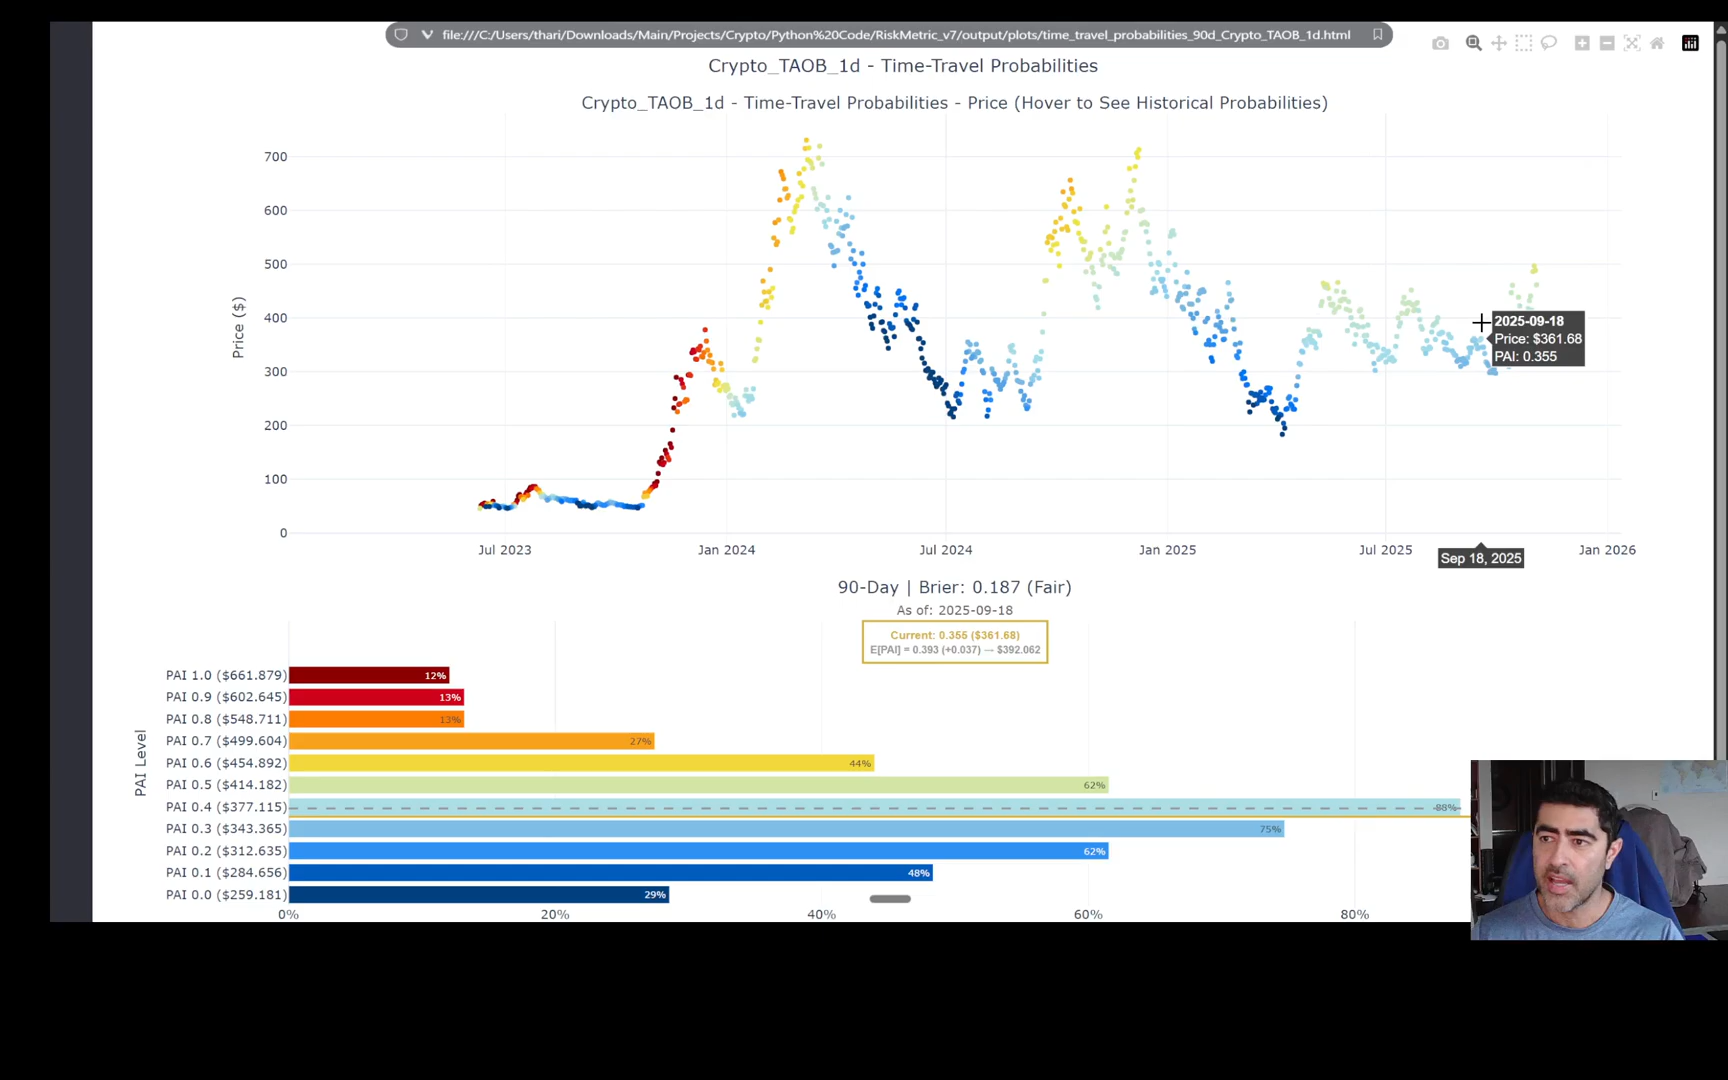 file:///C:/Users/thari/Downloads/Main/Projects/Crypto/Python%20Code/RiskMetric_v7/output/plots/time_travel_probabilities_90d_Crypto_TAOB_1d.html
Crypto_TAOB_1d - Time-Travel Probabilities
Crypto_TAOB_1d - Time-Travel Probabilities - Price (Hover to See Historical Probabilities)
Price ($)
700
600
500
400
300
200
100
0
2025-09-18
Price: $361.68
PAI: 0.355
Jul 2023
Jan 2024
Jul 2024
Jan 2025
Jul 2025
Sep 18, 2025
Jan 2026
90-Day | Brier: 0.187 (Fair)
As of: 2025-09-18
Current: 0.355 ($361.68)
E[PAI] = 0.393 (+0.037) → $392.062
PAI Level
PAI 1.0 ($661.879) 12%
PAI 0.9 ($602.645) 13%
PAI 0.8 ($548.711) 13%
PAI 0.7 ($499.604) 27%
PAI 0.6 ($454.892) 44%
PAI 0.5 ($414.182) 62%
PAI 0.4 ($377.115) 88%
PAI 0.3 ($343.365) 75%
PAI 0.2 ($312.635) 62%
PAI 0.1 ($284.656) 48%
PAI 0.0 ($259.181) 29%
0%
20%
40%
60%
80%